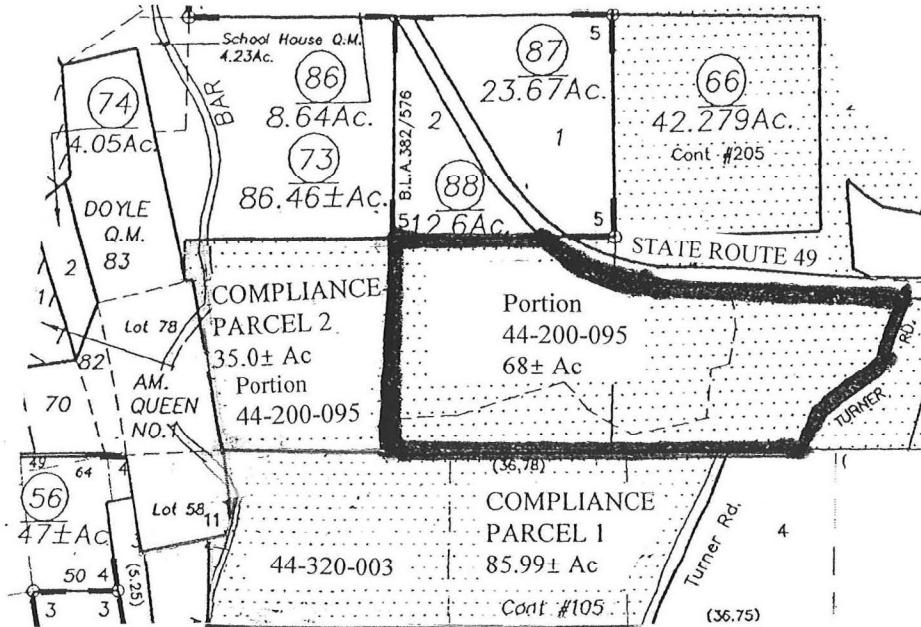 School House Q.M.
4.23Ac.
BAR
74
4.05Ac.
86
8.64Ac.
73
86.46±Ac.
B.L.A.382/576
2
87
23.67Ac.
1
5
66
42.279Ac.
Cont #205
88
12.6Ac.
5
5
STATE ROUTE 49
DOYLE
Q.M.
83
2
1
Lot 78
82
AM.
QUEEN
NO.
70
COMPLIANCE
PARCEL 2
35.0± Ac
Portion
44-200-095
Portion
44-200-095
68± Ac
TURNER
RD.
49
64
4
56
47±Ac
50
4
3
3
(5.25)
Lot 58
11
(36.78)
44-320-003
COMPLIANCE
PARCEL 1
85.99± Ac
Cont #105
Turner Rd.
4
(36.75)